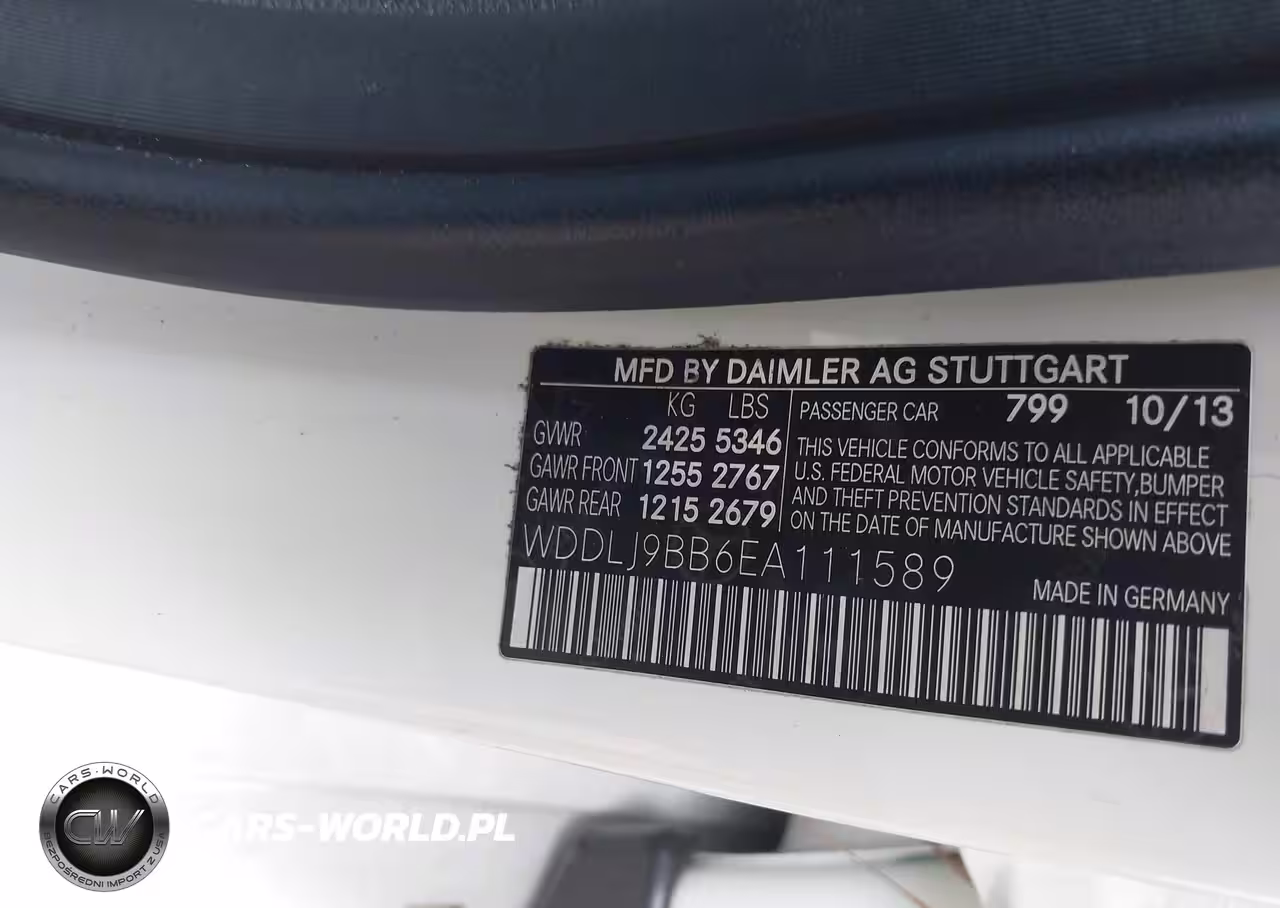 MFD BY DAIMLER AG STUTTGART
KG LBS
GVWR 2425 5346
GAWR FRONT 1255 2767
GAWR REAR 1215 2679
PASSENGER CAR 799 10/13
THIS VEHICLE CONFORMS TO ALL APPLICABLE
U.S. FEDERAL MOTOR VEHICLE SAFETY,BUMPER
AND THEFT PREVENTION STANDARDS IN EFFECT
ON THE DATE OF MANUFACTURE SHOWN ABOVE
WDDLJ9BB6EA111589
MADE IN GERMANY
CARS-WORLD
CW
BEZPOŚREDNI IMPORT Z USA
CARS-WORLD.PL